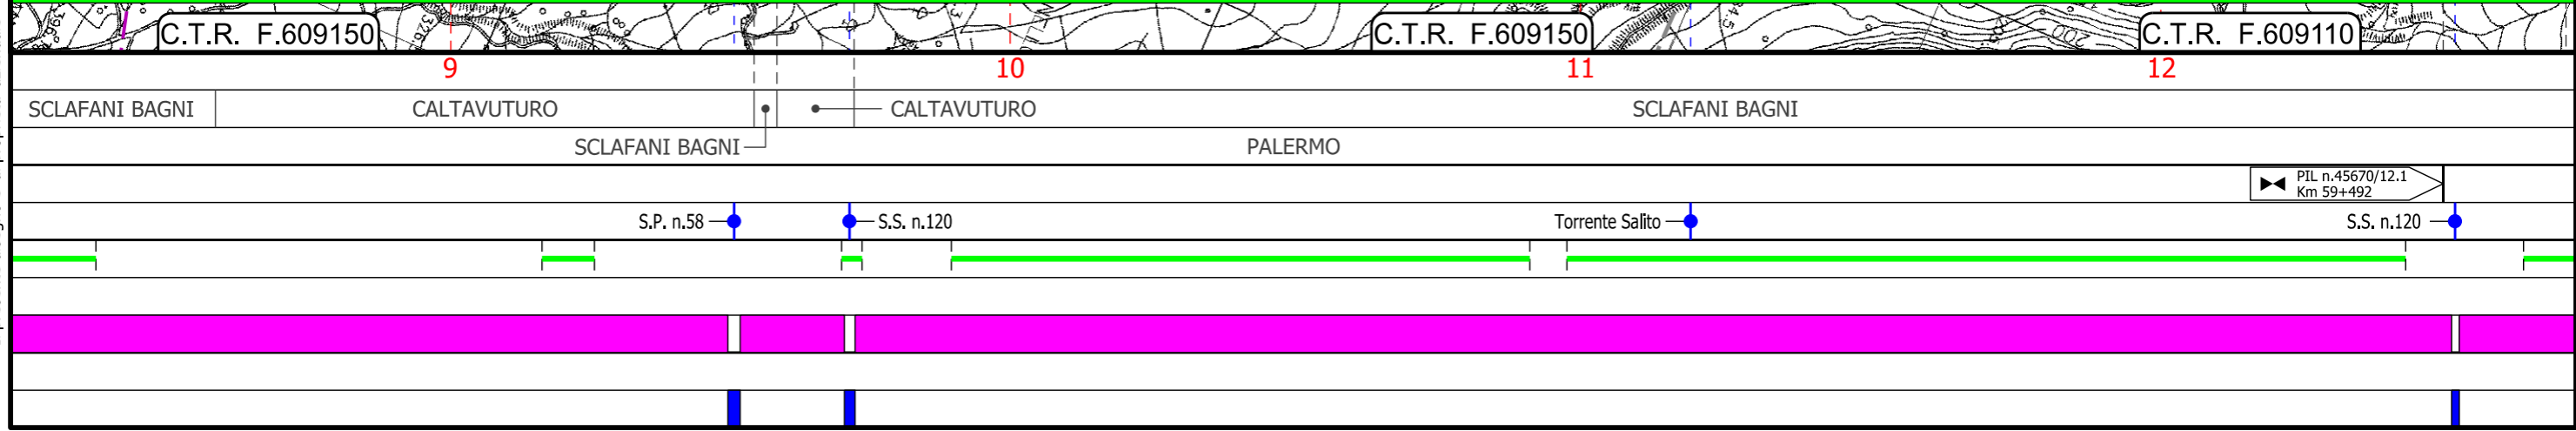 C.T.R. F.609150
C.T.R. F.609150
C.T.R. F.609110
200
9
10
11
12
SCLAFANI BAGNI
CALTAVUTURO
CALTAVUTURO
SCLAFANI BAGNI
SCLAFANI BAGNI
PALERMO
PIL n.45670/12.1
Km 59+492
S.P. n.58
S.S. n.120
Torrente Salito
S.S. n.120